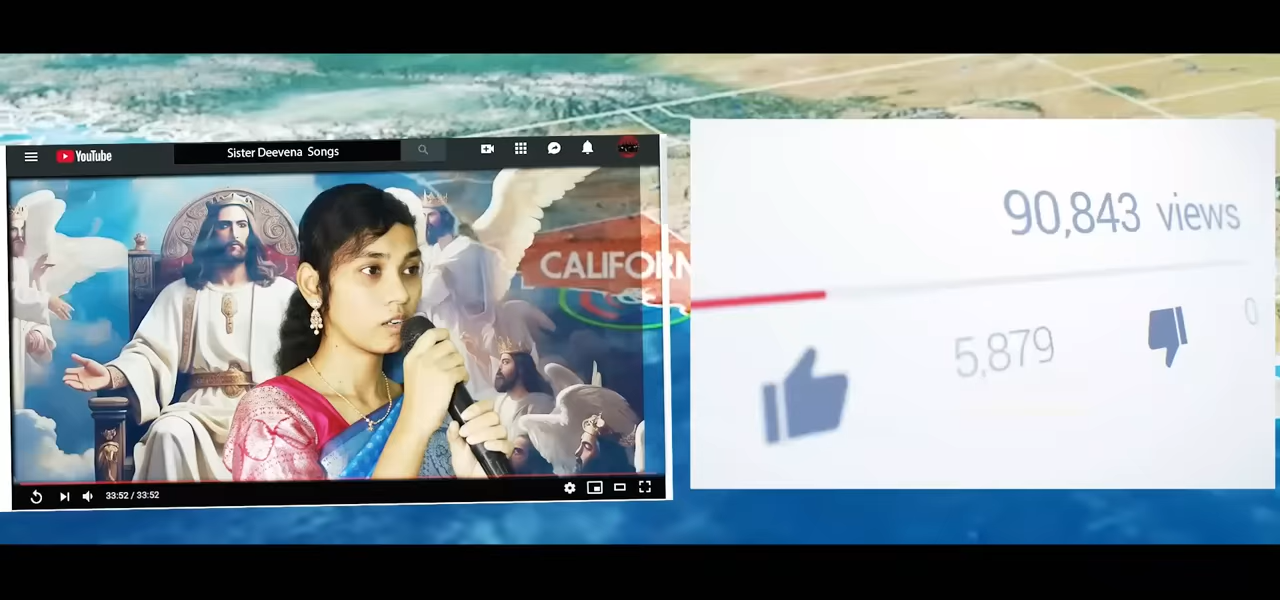 YouTube
Sister Deevena Songs
CALIFORN
33:52 / 33:52
90,843 views
5,879
0